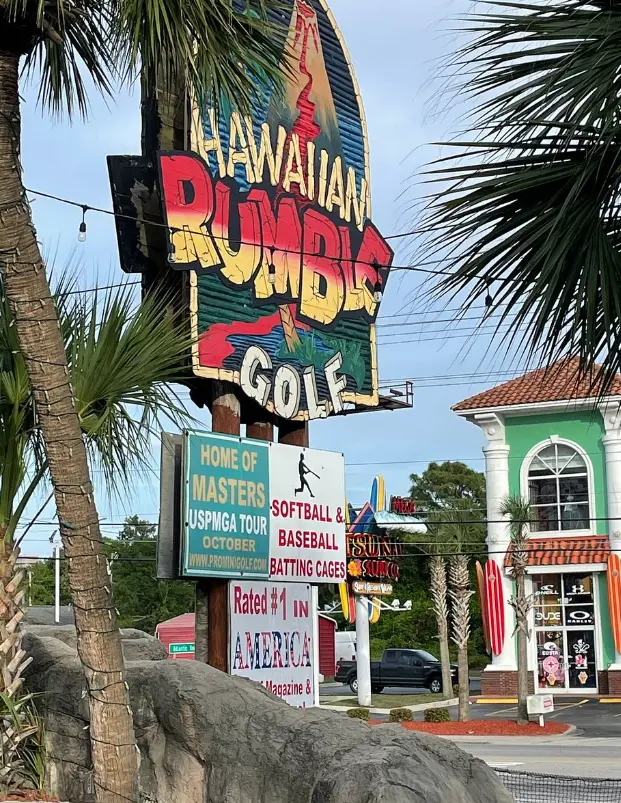 HAWAIIAN
RUMBLE
GOLF
HOME OF
MASTERS
USPMGA TOUR
OCTOBER
WWW.PROMINIGOLF.COM
SOFTBALL &
BASEBALL
BATTING CAGES
Rated #1 IN
AMERICA
Magazine &